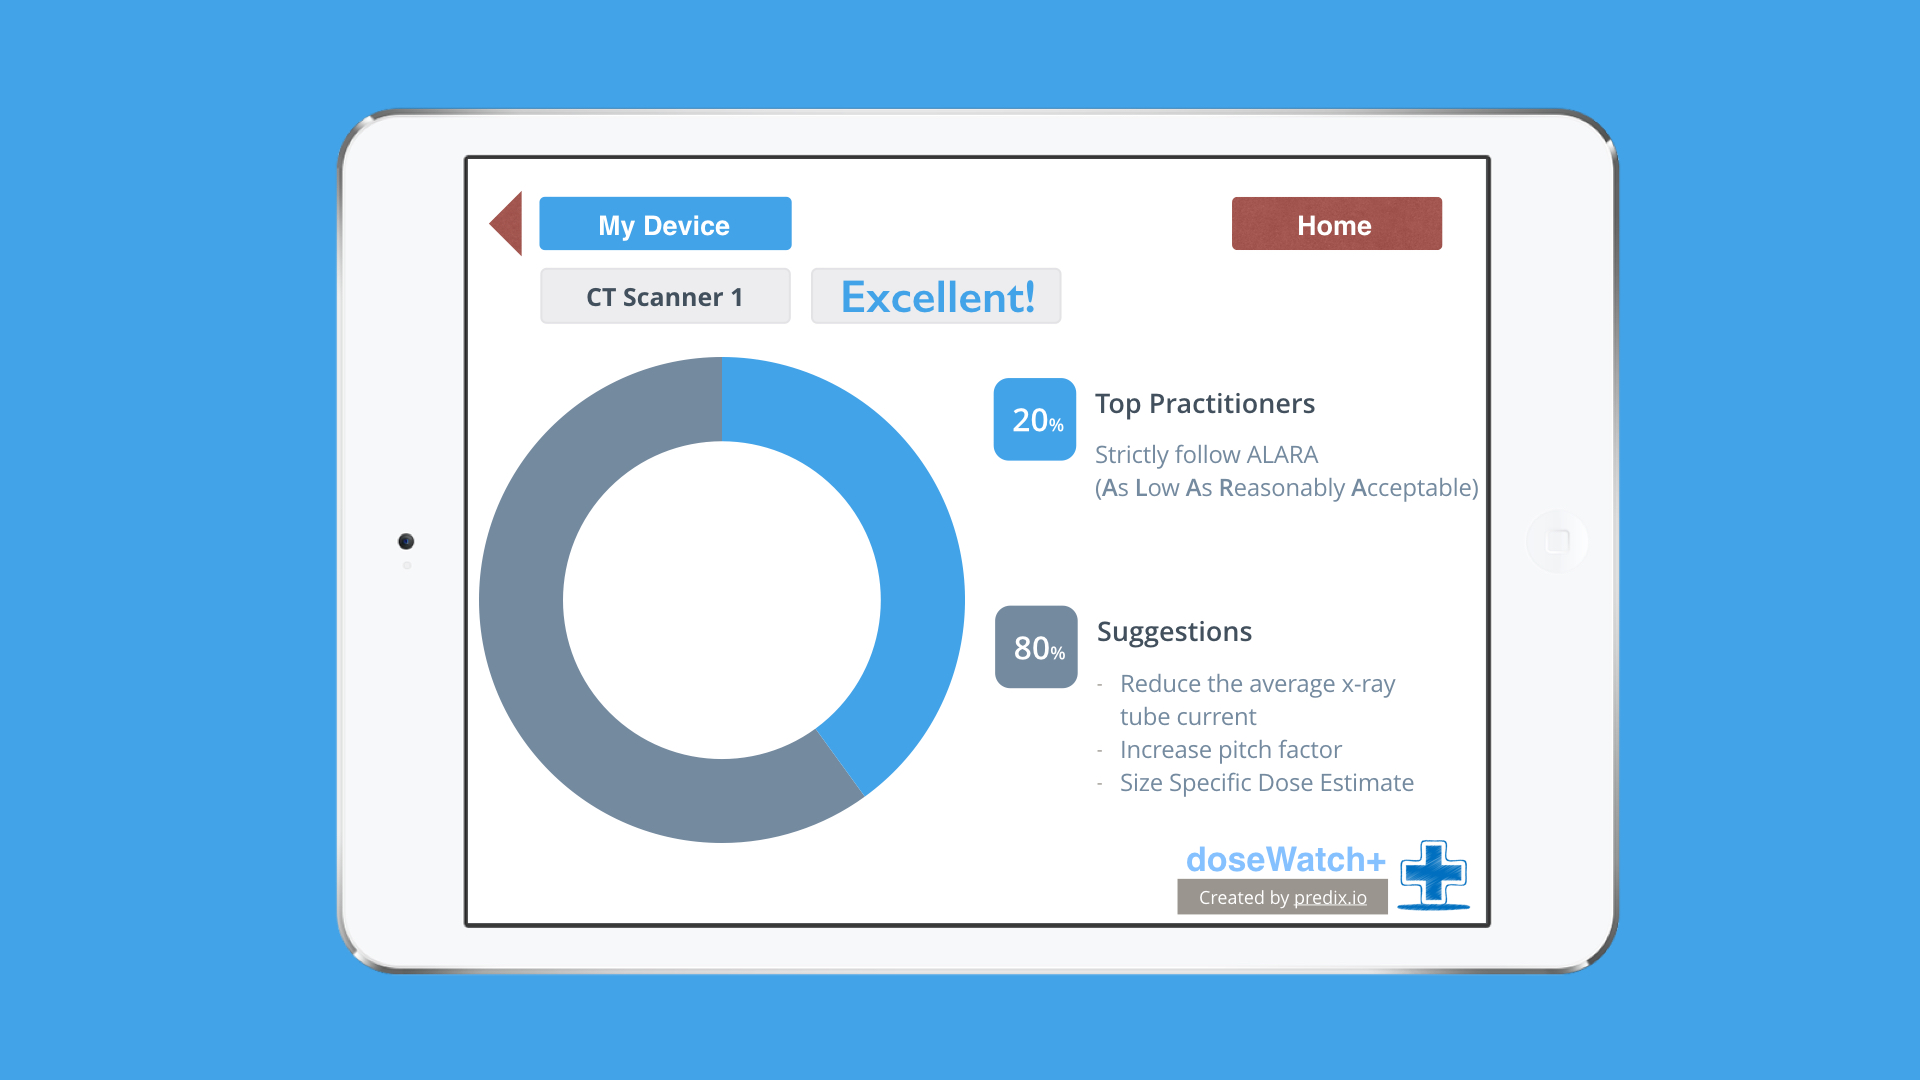 My Device
Home
CT Scanner 1
Excellent!
20%
Top Practitioners
Strictly follow ALARA
(As Low As Reasonably Acceptable)
80%
Suggestions
- Reduce the average x-ray
tube current
- Increase pitch factor
- Size Specific Dose Estimate
doseWatch+
Created by predix.io